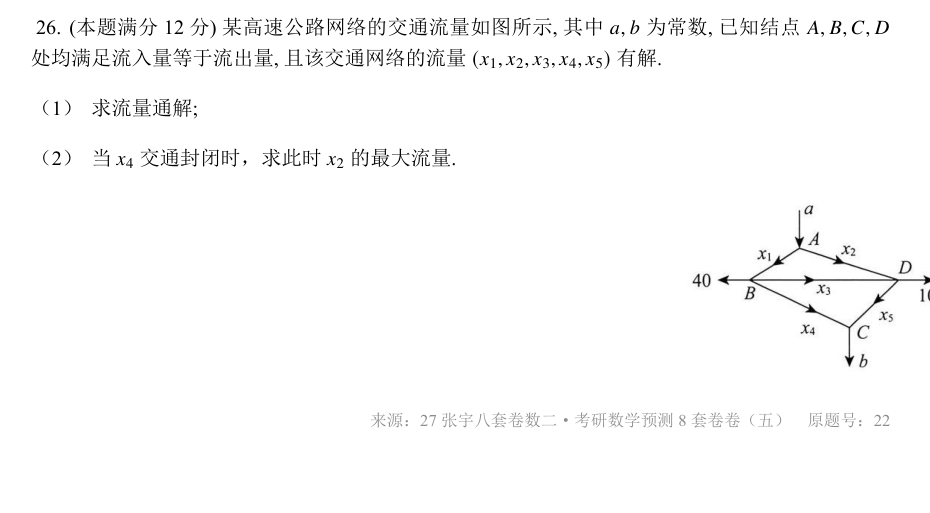 26. (本题满分 12 分) 某高速公路网络的交通流量如图所示, 其中 a, b 为常数, 已知结点 A, B, C, D
处均满足流入量等于流出量, 且该交通网络的流量 (x₁, x₂, x₃, x₄, x₅) 有解.
(1) 求流量通解;
(2) 当 x₄ 交通封闭时，求此时 x₂ 的最大流量.
a
A
x₁
x₂
D
40
B
x₃
x₅
x₄
C
b
来源：27 张宇八套卷数二·考研数学预测 8 套卷卷（五） 原题号：22